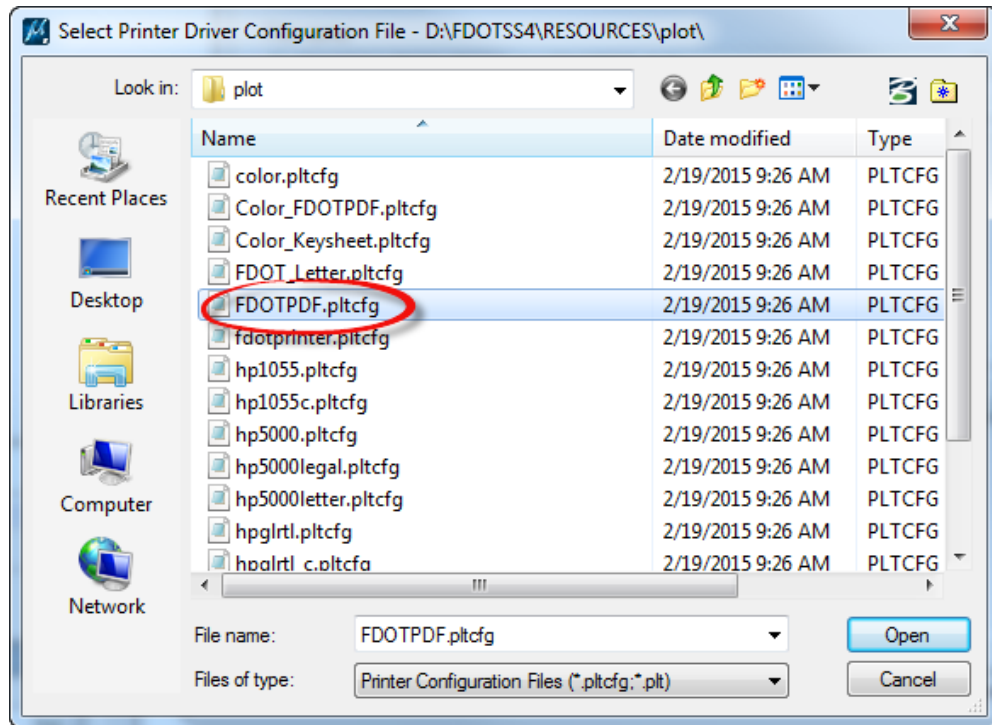 Select Printer Driver Configuration File - D:\FDOTSS4\RESOURCES\plot\
Look in: plot
Name Date modified Type
color.pltcfg 2/19/2015 9:26 AM PLTCFG
Color_FDOTPDF.pltcfg 2/19/2015 9:26 AM PLTCFG
Color_Keysheet.pltcfg 2/19/2015 9:26 AM PLTCFG
FDOT_Letter.pltcfg 2/19/2015 9:26 AM PLTCFG
FDOTPDF.pltcfg 2/19/2015 9:26 AM PLTCFG
fdotprinter.pltcfg 2/19/2015 9:26 AM PLTCFG
hp1055.pltcfg 2/19/2015 9:26 AM PLTCFG
hp1055c.pltcfg 2/19/2015 9:26 AM PLTCFG
hp5000.pltcfg 2/19/2015 9:26 AM PLTCFG
hp5000legal.pltcfg 2/19/2015 9:26 AM PLTCFG
hp5000letter.pltcfg 2/19/2015 9:26 AM PLTCFG
hpglrtl.pltcfg 2/19/2015 9:26 AM PLTCFG
hpglrtl_c.pltcfg 2/19/2015 9:26 AM PLTCFG
Recent Places
Desktop
Libraries
Computer
Network
File name: FDOTPDF.pltcfg Open
Files of type: Printer Configuration Files (*.pltcfg;*.plt) Cancel